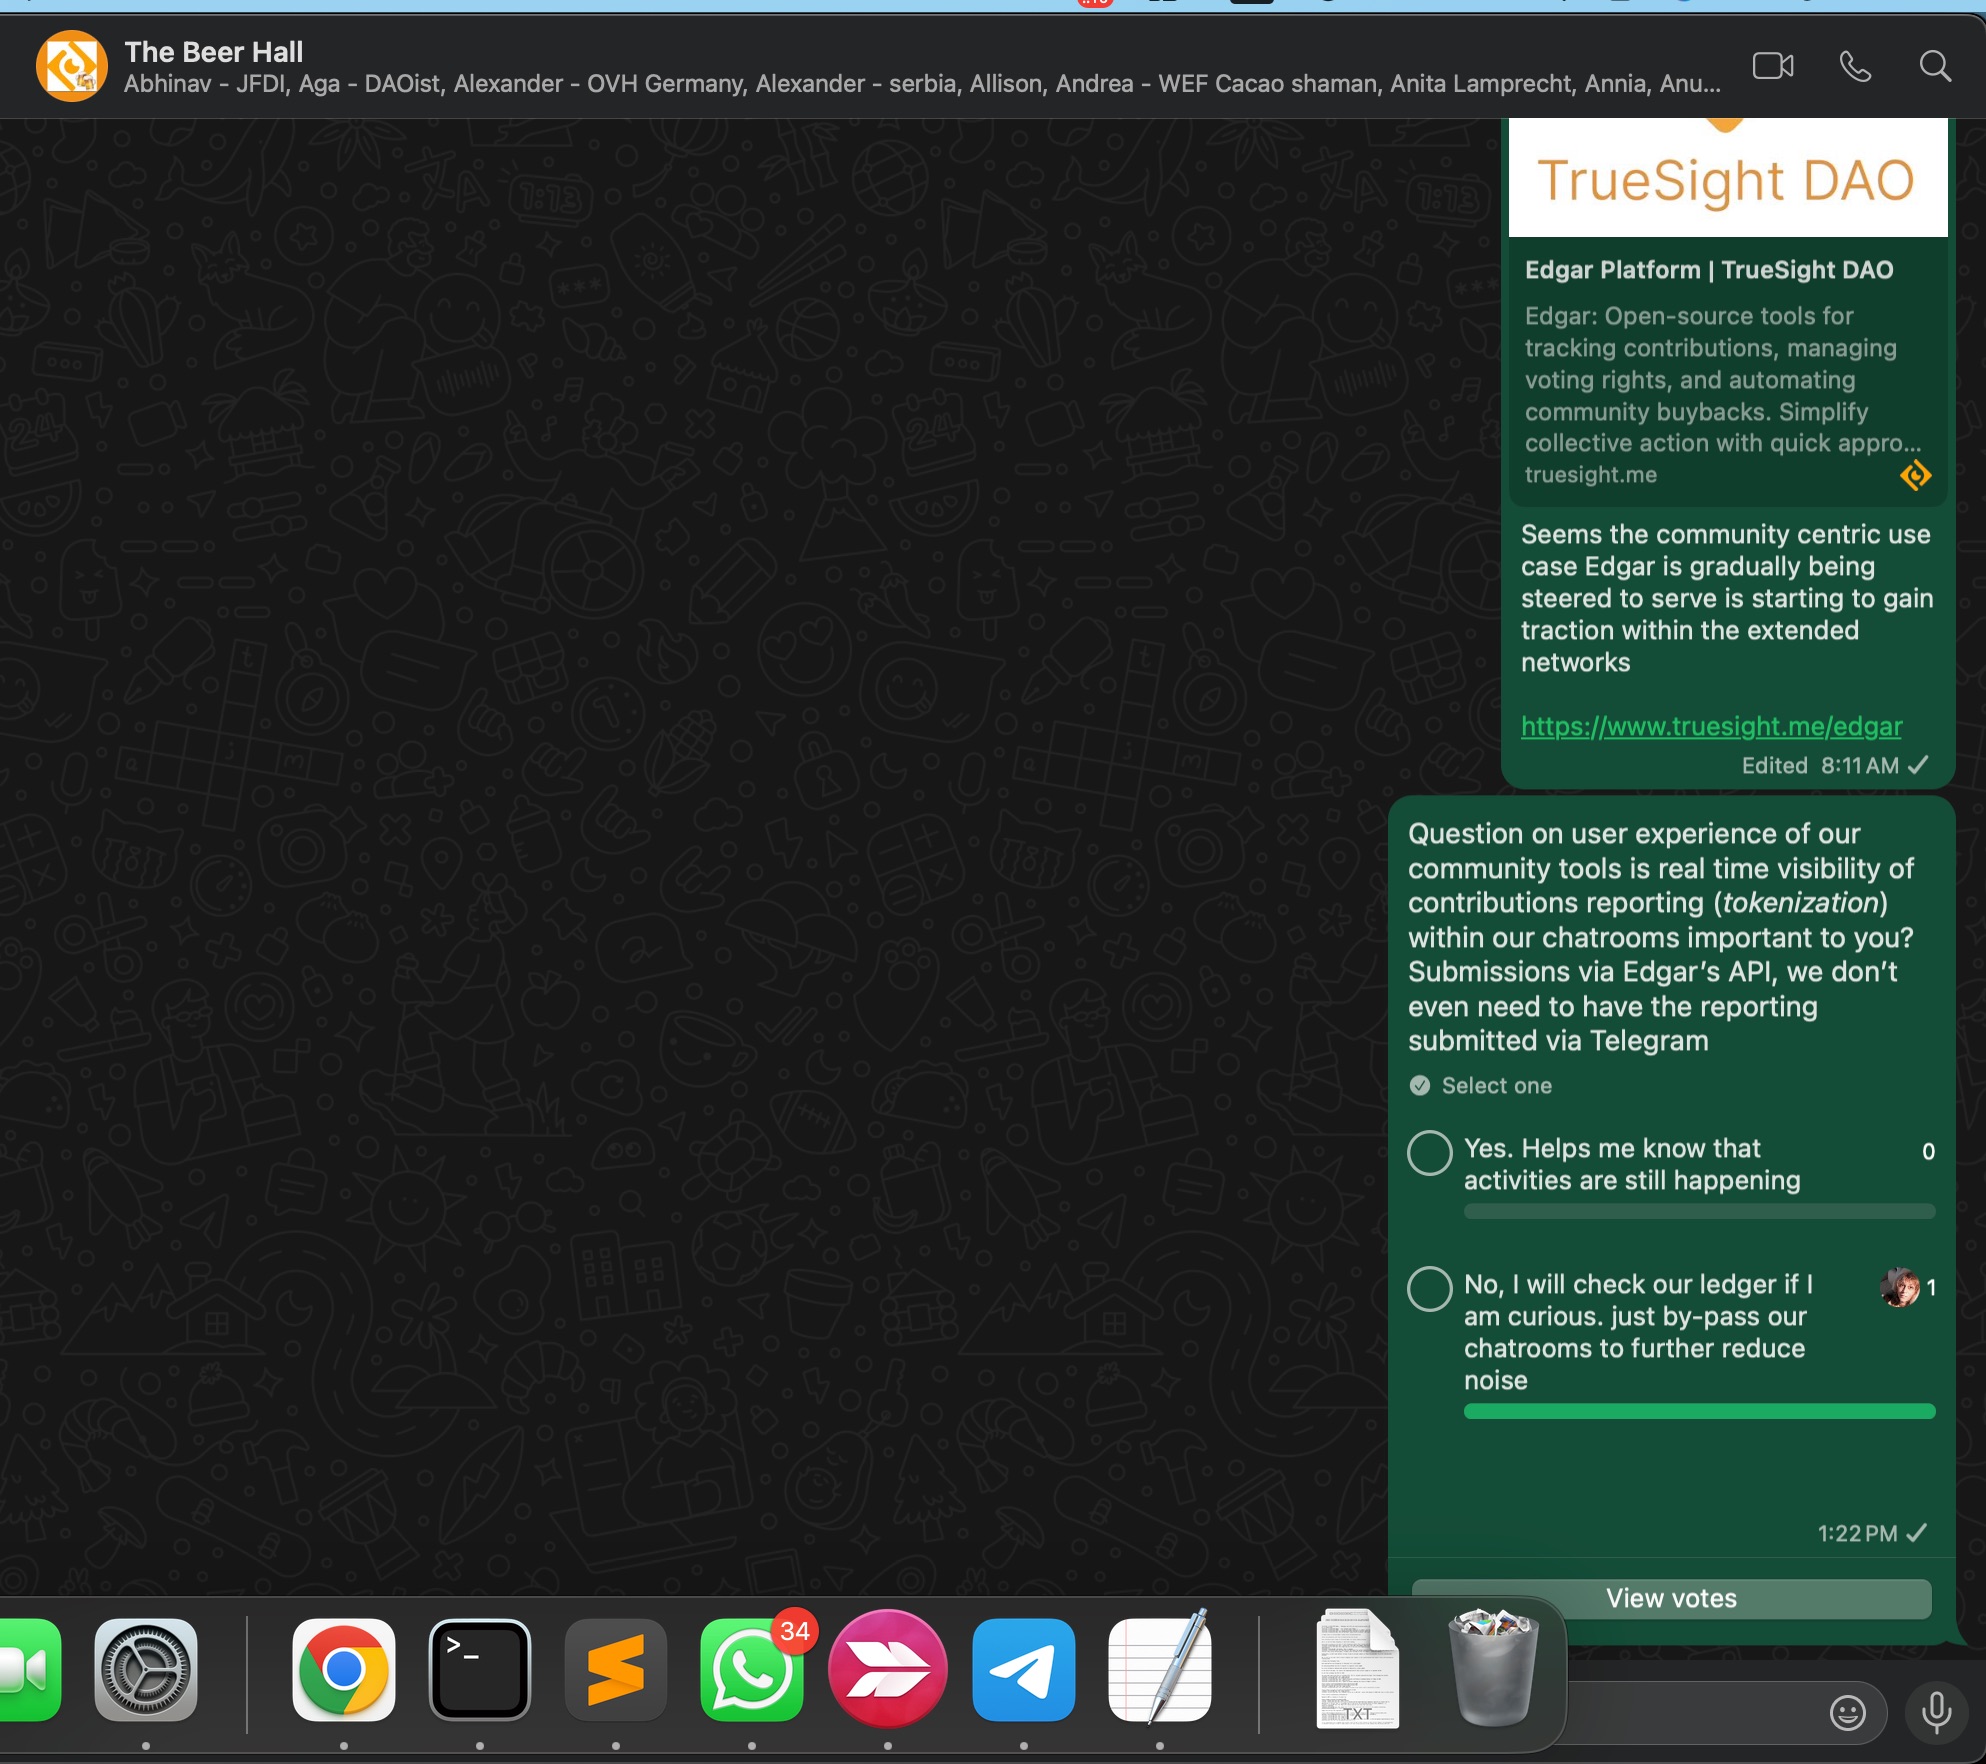 The Beer Hall
Abhinav - JFDI, Aga - DAOist, Alexander - OVH Germany, Alexander - serbia, Allison, Andrea - WEF Cacao shaman, Anita Lamprecht, Annia, Anu...
TrueSight DAO
Edgar Platform | TrueSight DAO
Edgar: Open-source tools for
tracking contributions, managing
voting rights, and automating
community buybacks. Simplify
collective action with quick appro...
truesight.me
Seems the community centric use
case Edgar is gradually being
steered to serve is starting to gain
traction within the extended
networks
https://www.truesight.me/edgar
Edited 8:11 AM
Question on user experience of our
community tools is real time visibility of
contributions reporting (tokenization)
within our chatrooms important to you?
Submissions via Edgar's API, we don't
even need to have the reporting
submitted via Telegram
Select one
Yes. Helps me know that
activities are still happening
0
No, I will check our ledger if I
am curious. just by-pass our
chatrooms to further reduce
noise
1
1:22 PM
View votes
34
>_
TXT